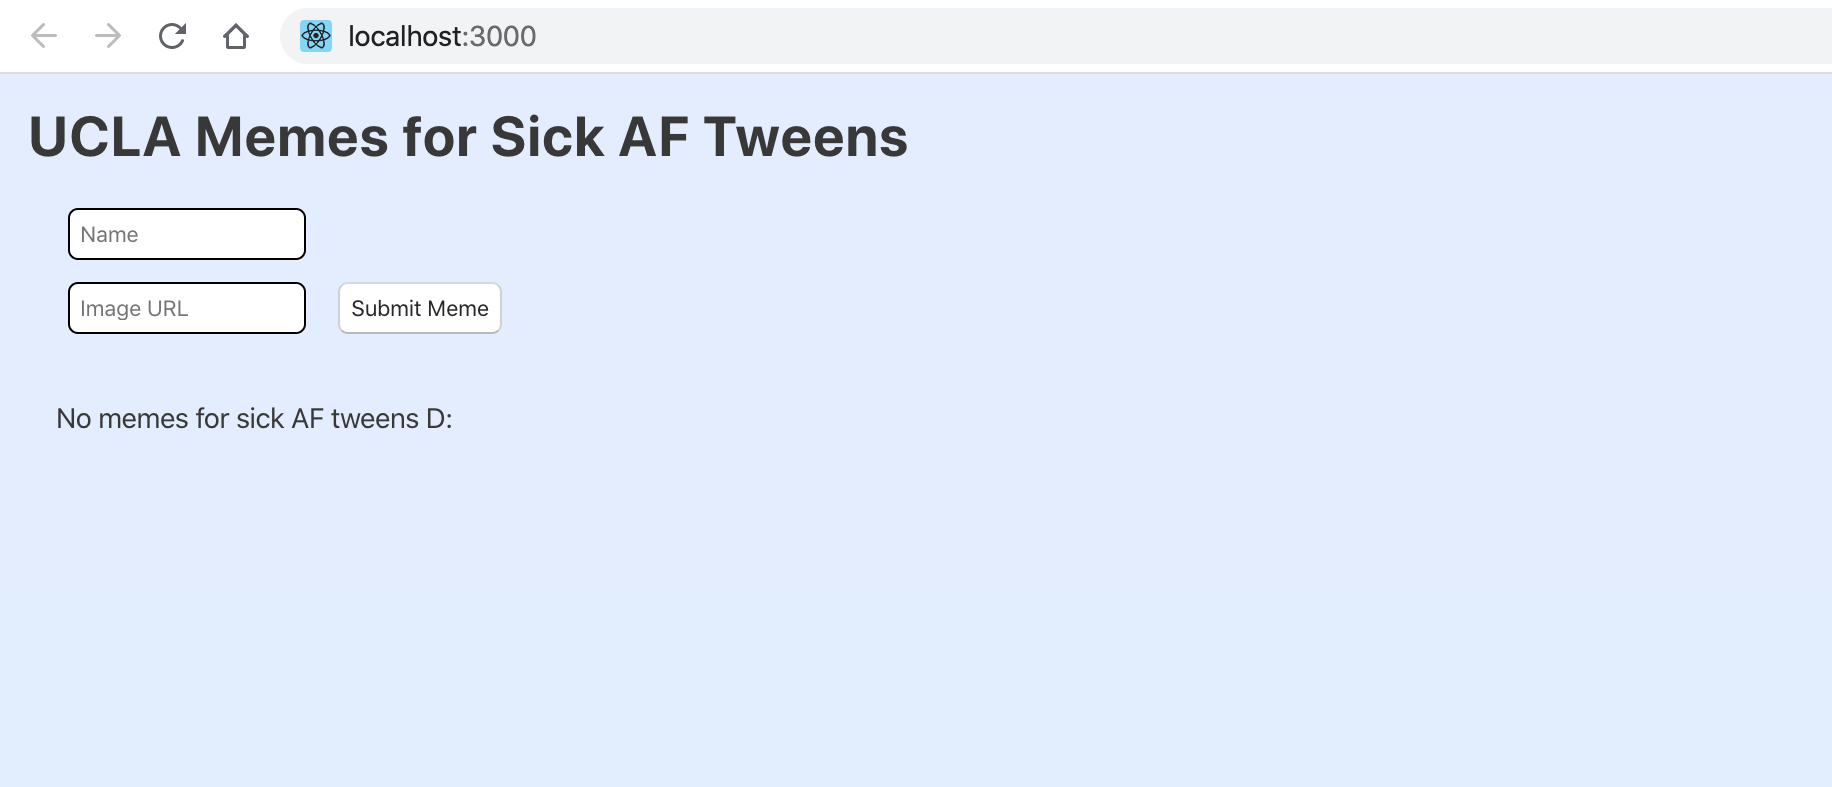 localhost:3000
UCLA Memes for Sick AF Tweens
Name
Image URL
Submit Meme
No memes for sick AF tweens D: